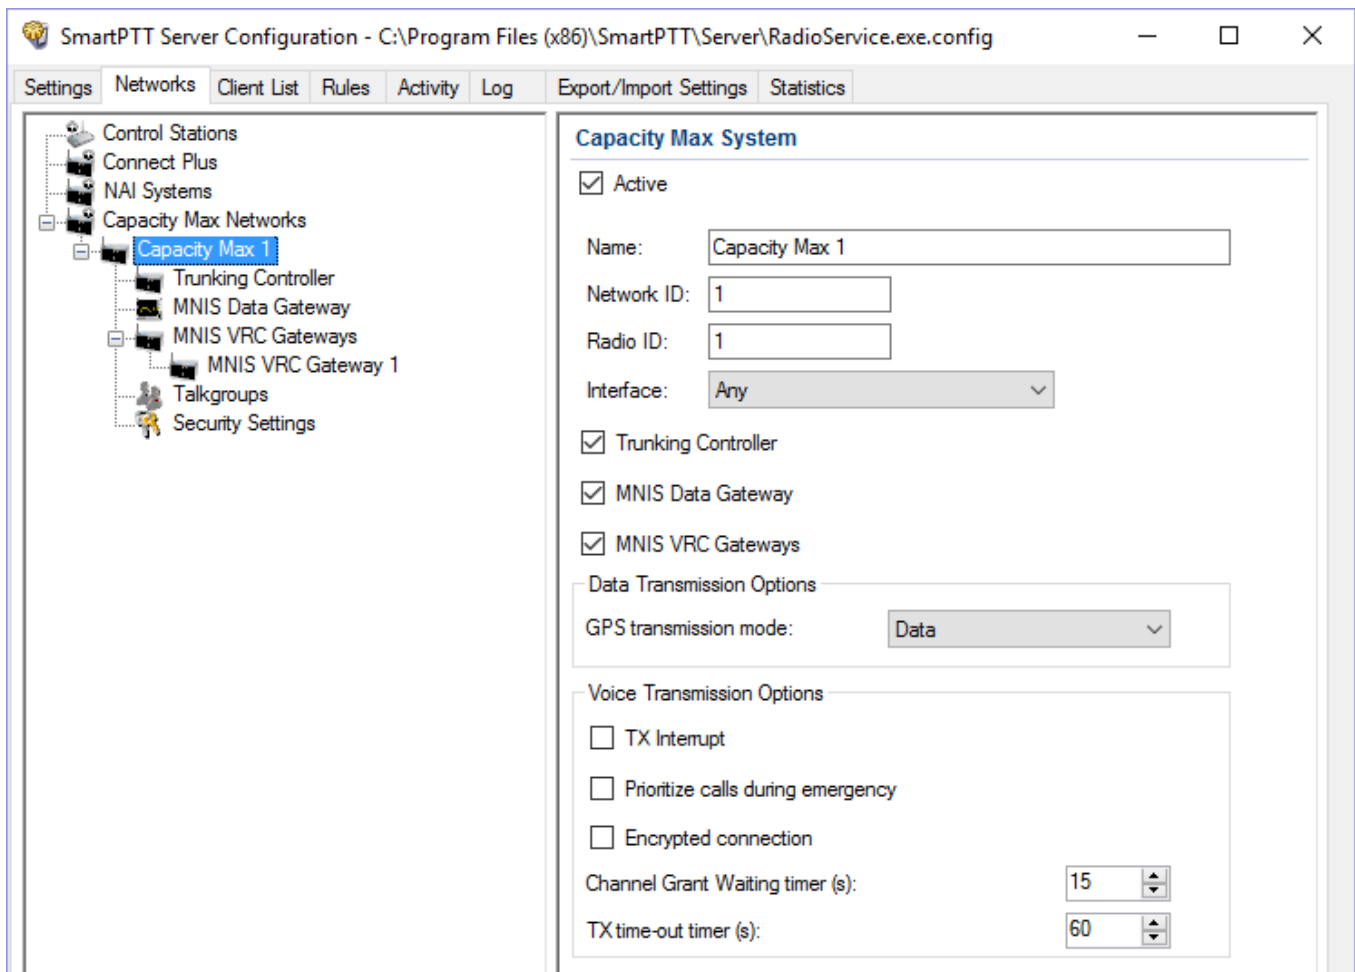 SmartPTT Server Configuration - C:\Program Files (x86)\SmartPTT\Server\RadioService.exe.config
Settings Networks Client List Rules Activity Log Export/Import Settings Statistics
Control Stations
Connect Plus
NAI Systems
Capacity Max Networks
Capacity Max 1
Trunking Controller
MNIS Data Gateway
MNIS VRC Gateways
MNIS VRC Gateway 1
Talkgroups
Security Settings
Capacity Max System
Active
Name: Capacity Max 1
Network ID: 1
Radio ID: 1
Interface: Any
Trunking Controller
MNIS Data Gateway
MNIS VRC Gateways
Data Transmission Options
GPS transmission mode: Data
Voice Transmission Options
TX Interrupt
Prioritize calls during emergency
Encrypted connection
Channel Grant Waiting timer (s): 15
TX time-out timer (s): 60